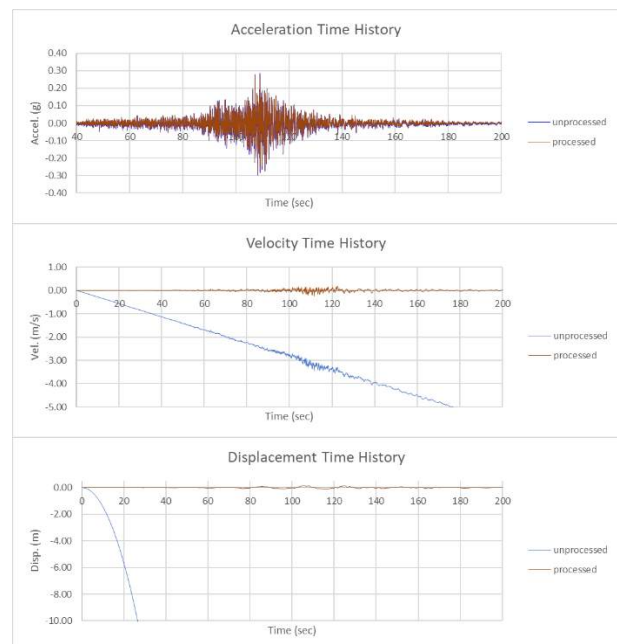 Acceleration Time History
0.40
0.30
0.20
0.10
0.00
-0.10
-0.20
-0.30
-0.40
Accel. (g)
40 60 80 100 120 140 160 180 200
Time (sec)
unprocessed
processed
Velocity Time History
1.00
0.00
-1.00
-2.00
-3.00
-4.00
-5.00
Vel. (m/s)
0 20 40 60 80 100 120 140 160 180 200
Time (sec)
unprocessed
processed
Displacement Time History
0.00
-2.00
-4.00
-6.00
-8.00
-10.00
Disp. (m)
0 20 40 60 80 100 120 140 160 180 200
Time (sec)
unprocessed
processed